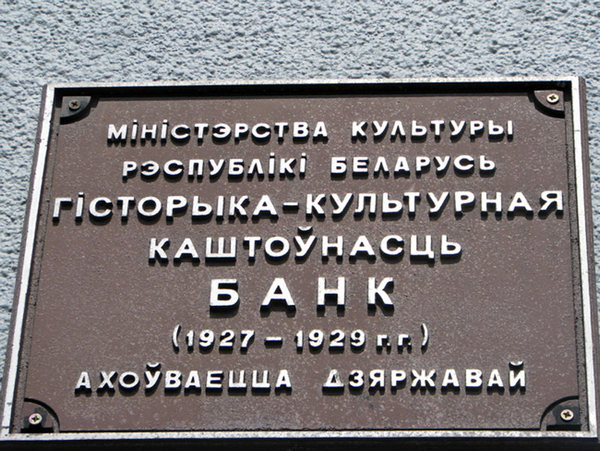 МІНІСТЭРСТВА КУЛЬТУРЫ
РЭСПУБЛІКІ БЕЛАРУСЬ
ГІСТОРЫКА-КУЛЬТУРНАЯ
КАШТОЎНАСЦЬ
БАНК
(1927 – 1929 г.г.)
АХОЎВАЕЦЦА ДЗЯРЖАВАЙ